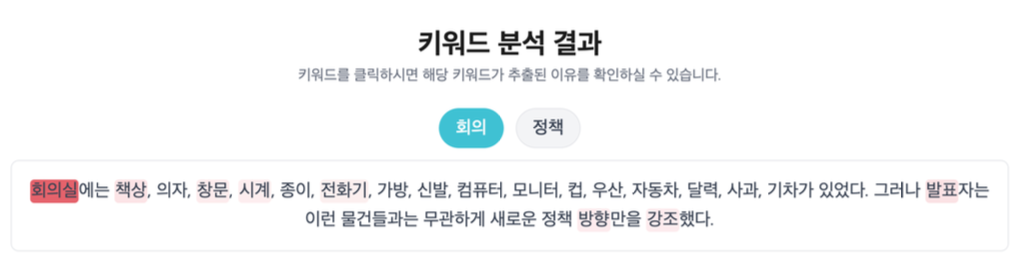 키워드 분석 결과
키워드를 클릭하시면 해당 키워드가 추출된 이유를 확인하실 수 있습니다.
회의 정책
회의실에는 책상, 의자, 창문, 시계, 종이, 전화기, 가방, 신발, 컴퓨터, 모니터, 컵, 우산, 자동차, 달력, 사과, 기차가 있었다. 그러나 발표자는
이런 물건들과는 무관하게 새로운 정책 방향만을 강조했다.